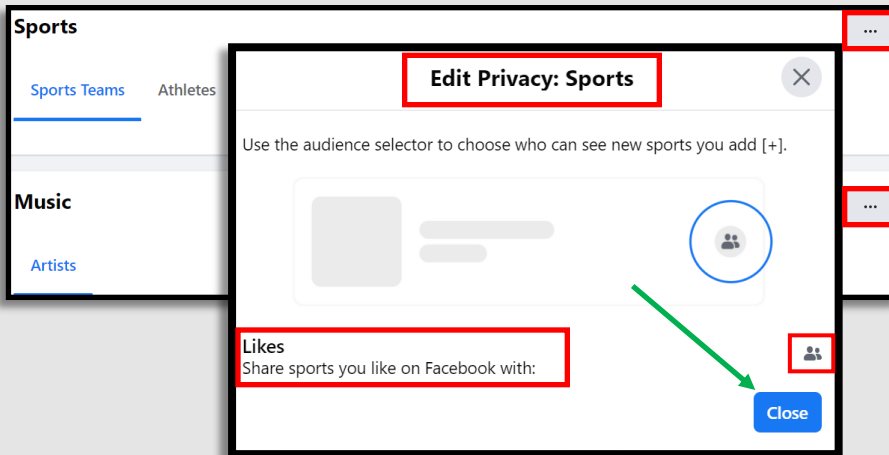 Sports
...
Sports Teams
Athletes
Edit Privacy: Sports
Use the audience selector to choose who can see new sports you add [+].
Music
...
Artists
Likes
Share sports you like on Facebook with:
Close